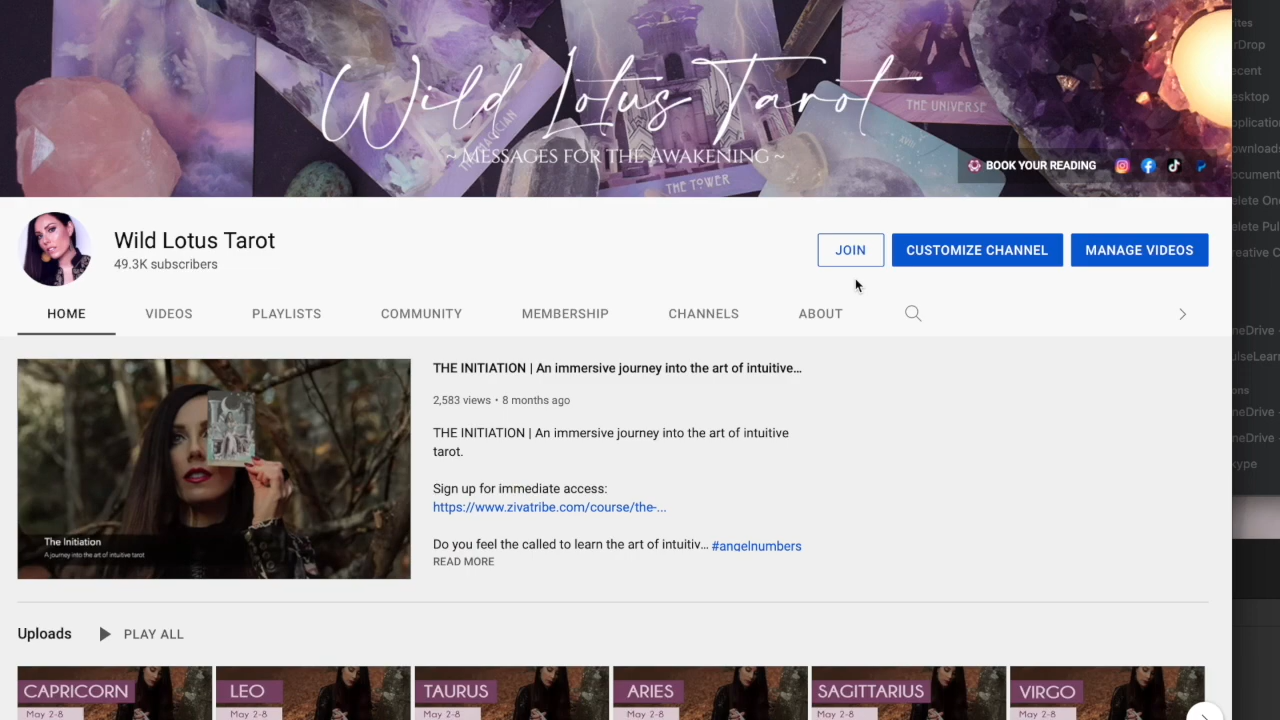 Wild Lotus Tarot
~ MESSAGES FOR THE AWAKENING ~
MAGICIAN
THE TOWER
THE UNIVERSE
BOOK YOUR READING
Wild Lotus Tarot
49.3K subscribers
JOIN
CUSTOMIZE CHANNEL
MANAGE VIDEOS
HOME
VIDEOS
PLAYLISTS
COMMUNITY
MEMBERSHIP
CHANNELS
ABOUT
The Initiation
A journey into the art of intuitive tarot
THE INITIATION | An immersive journey into the art of intuitive...
2,583 views • 8 months ago
THE INITIATION | An immersive journey into the art of intuitive
tarot.
Sign up for immediate access:
https://www.zivatribe.com/course/the-...
Do you feel the called to learn the art of intuitiv... #angelnumbers
READ MORE
Uploads
PLAY ALL
CAPRICORN
May 2-8
LEO
May 2-8
TAURUS
May 2-8
ARIES
May 2-8
SAGITTARIUS
May 2-8
VIRGO
May 2-8